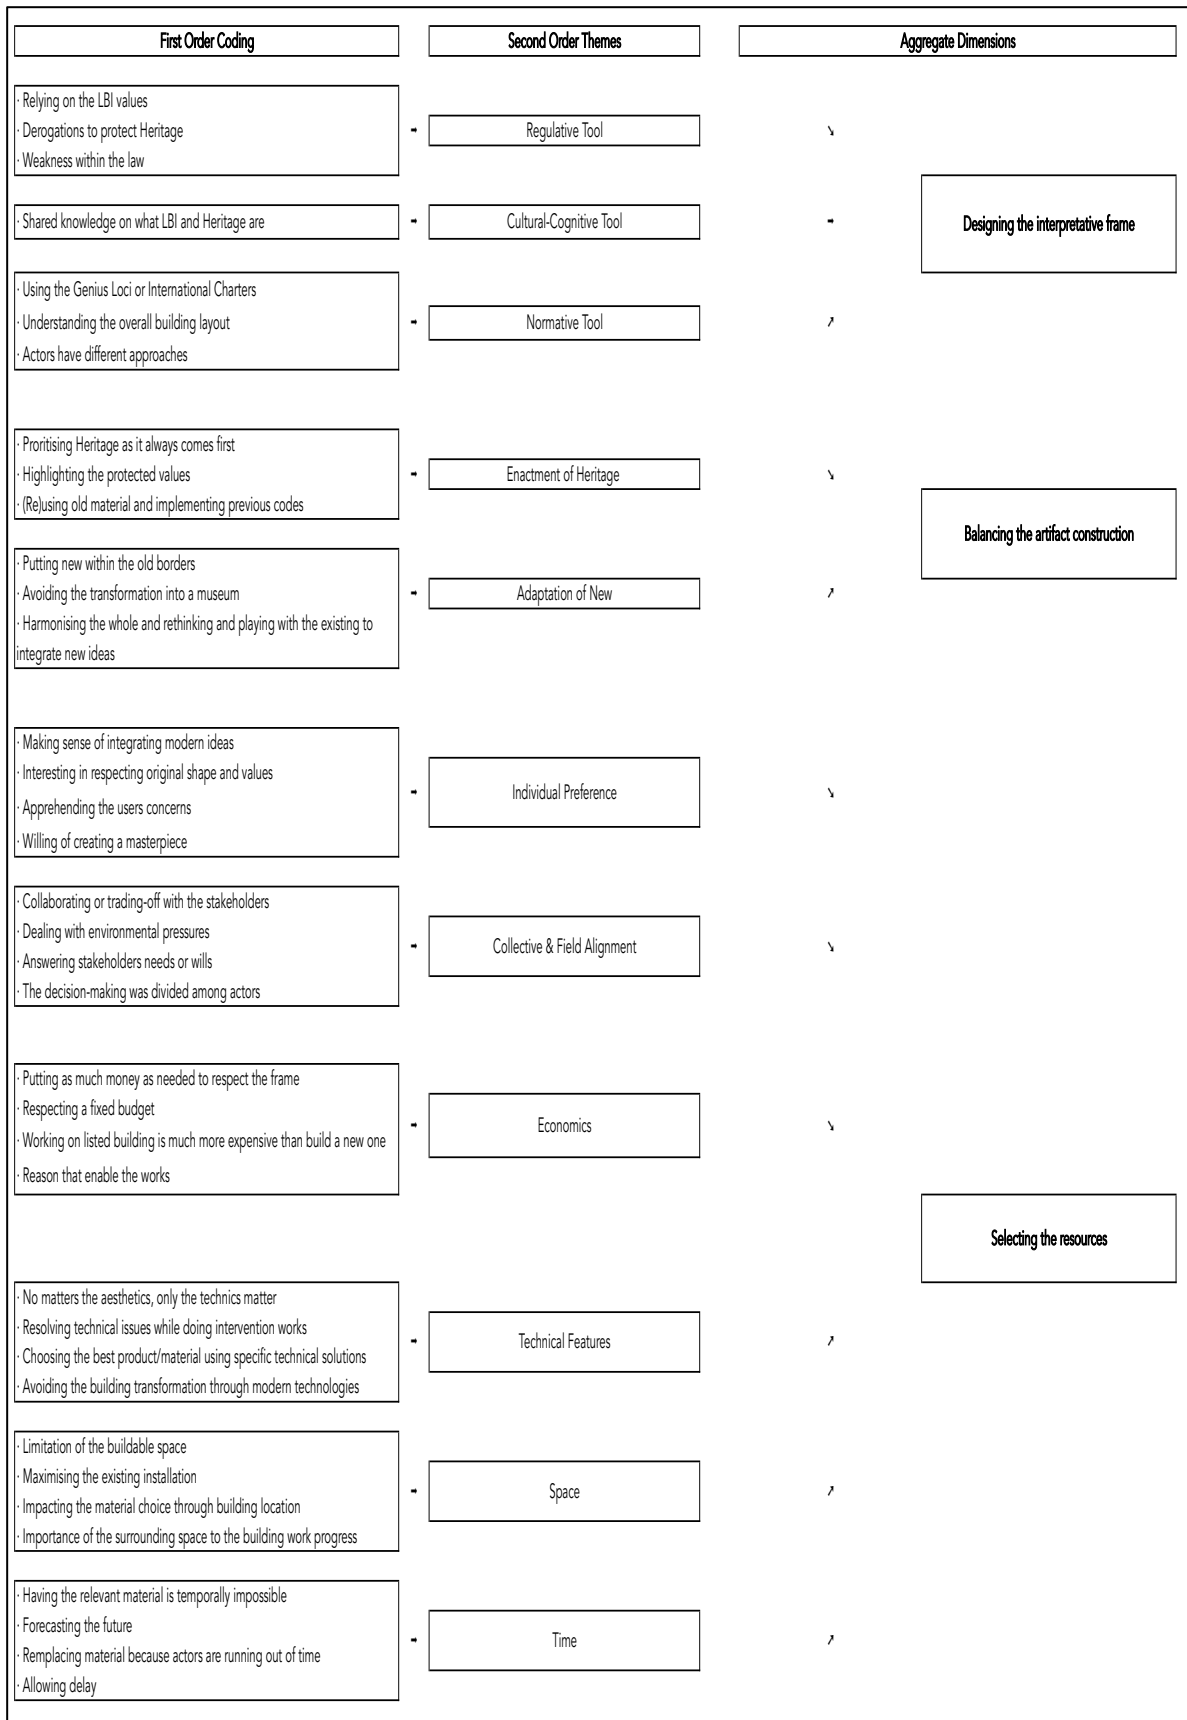 First Order Coding
Second Order Themes
Aggregate Dimensions
· Relying on the LBI values
· Derogations to protect Heritage
· Weakness within the law
Regulative Tool
· Shared knowledge on what LBI and Heritage are
Cultural-Cognitive Tool
Designing the interpretative frame
· Using the Genius Loci or International Charters
· Understanding the overall building layout
· Actors have different approaches
Normative Tool
· Proritising Heritage as it always comes first
· Highlighting the protected values
· (Re)using old material and implementing previous codes
Enactment of Heritage
Balancing the artifact construction
· Putting new within the old borders
· Avoiding the transformation into a museum
· Harmonising the whole and rethinking and playing with the existing to
integrate new ideas
Adaptation of New
· Making sense of integrating modern ideas
· Interesting in respecting original shape and values
· Apprehending the users concerns
· Willing of creating a masterpiece
Individual Preference
· Collaborating or trading-off with the stakeholders
· Dealing with environmental pressures
· Answering stakeholders needs or wills
· The decision-making was divided among actors
Collective & Field Alignment
· Putting as much money as needed to respect the frame
· Respecting a fixed budget
· Working on listed building is much more expensive than build a new one
· Reason that enable the works
Economics
Selecting the resources
· No matters the aesthetics, only the technics matter
· Resolving technical issues while doing intervention works
· Choosing the best product/material using specific technical solutions
· Avoiding the building transformation through modern technologies
Technical Features
· Limitation of the buildable space
· Maximising the existing installation
· Impacting the material choice through building location
· Importance of the surrounding space to the building work progress
Space
· Having the relevant material is temporally impossible
· Forecasting the future
· Remplacing material because actors are running out of time
· Allowing delay
Time